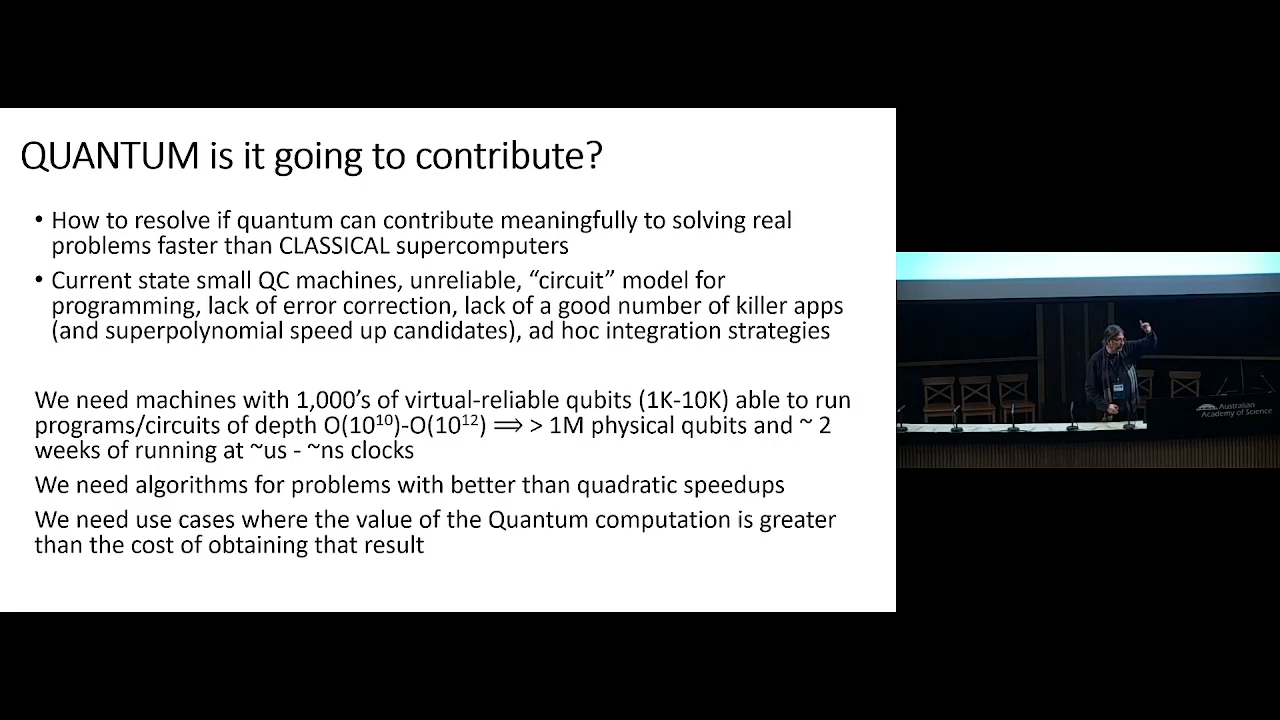 QUANTUM is it going to contribute?
• How to resolve if quantum can contribute meaningfully to solving real
problems faster than CLASSICAL supercomputers
• Current state small QC machines, unreliable, “circuit” model for
programming, lack of error correction, lack of a good number of killer apps
(and superpolynomial speed up candidates), ad hoc integration strategies
We need machines with 1,000’s of virtual-reliable qubits (1K-10K) able to run
programs/circuits of depth O(10¹⁰)-O(10¹²) ⟹ > 1M physical qubits and ~ 2
weeks of running at ~us - ~ns clocks
We need algorithms for problems with better than quadratic speedups
We need use cases where the value of the Quantum computation is greater
than the cost of obtaining that result
Australian
Academy of Science